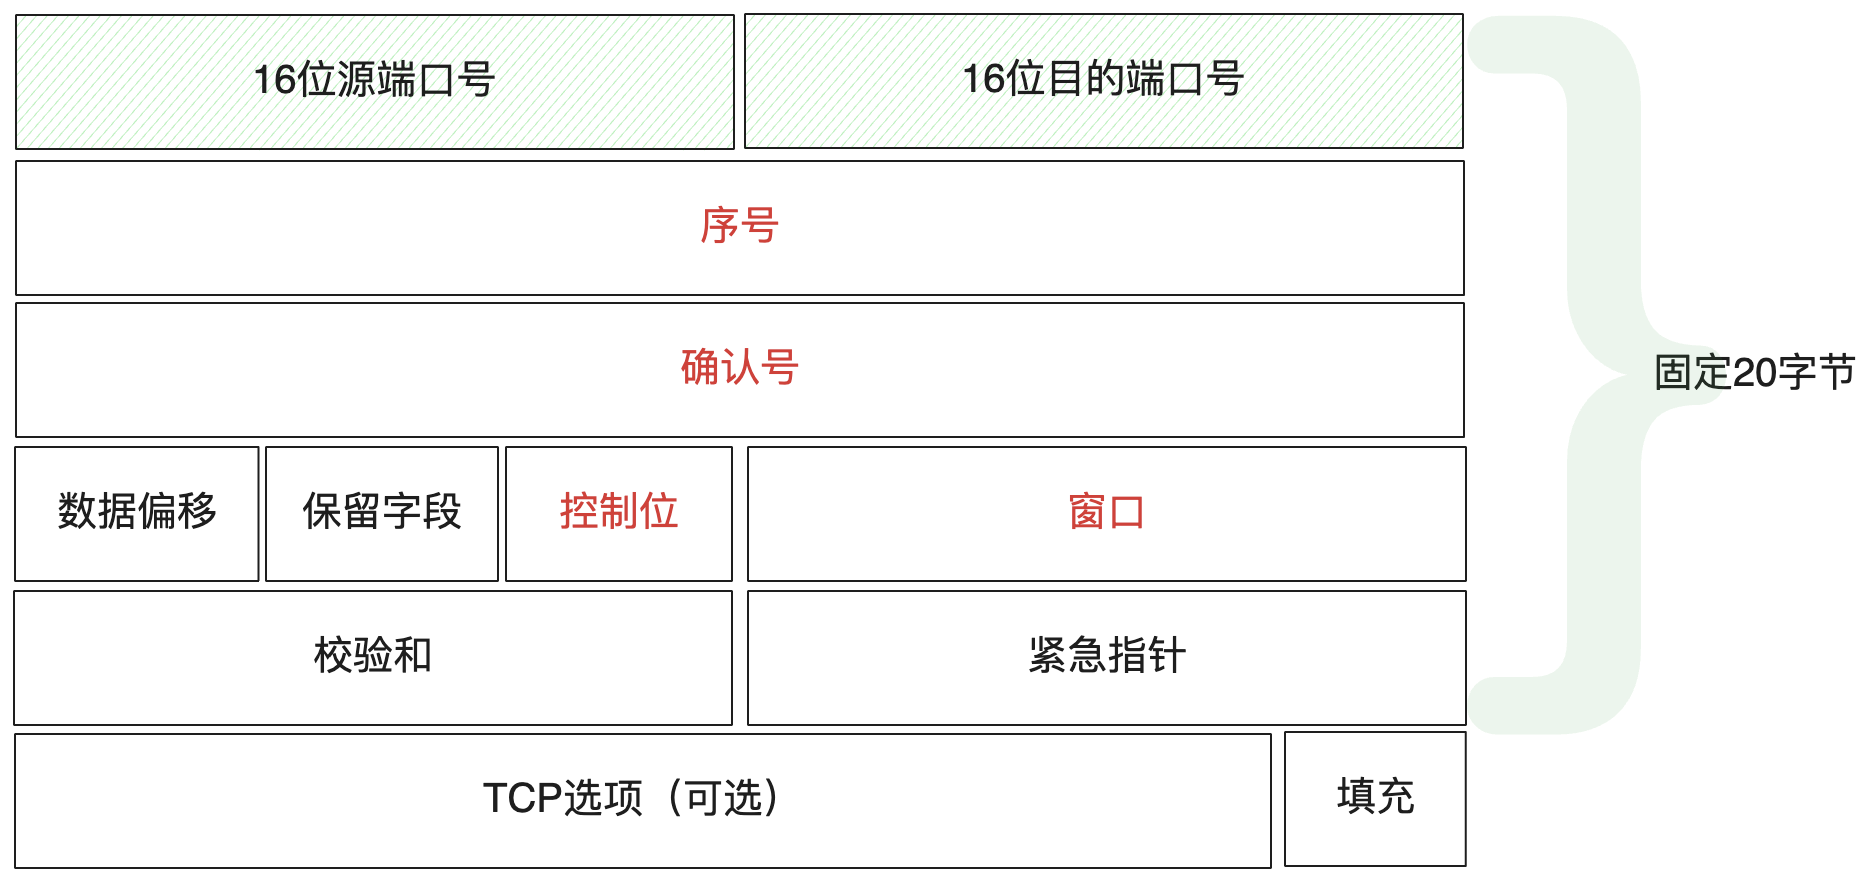 16位源端口号
16位目的端口号
序号
确认号
固定20字节
数据偏移
保留字段
控制位
窗口
校验和
紧急指针
TCP选项（可选）
填充